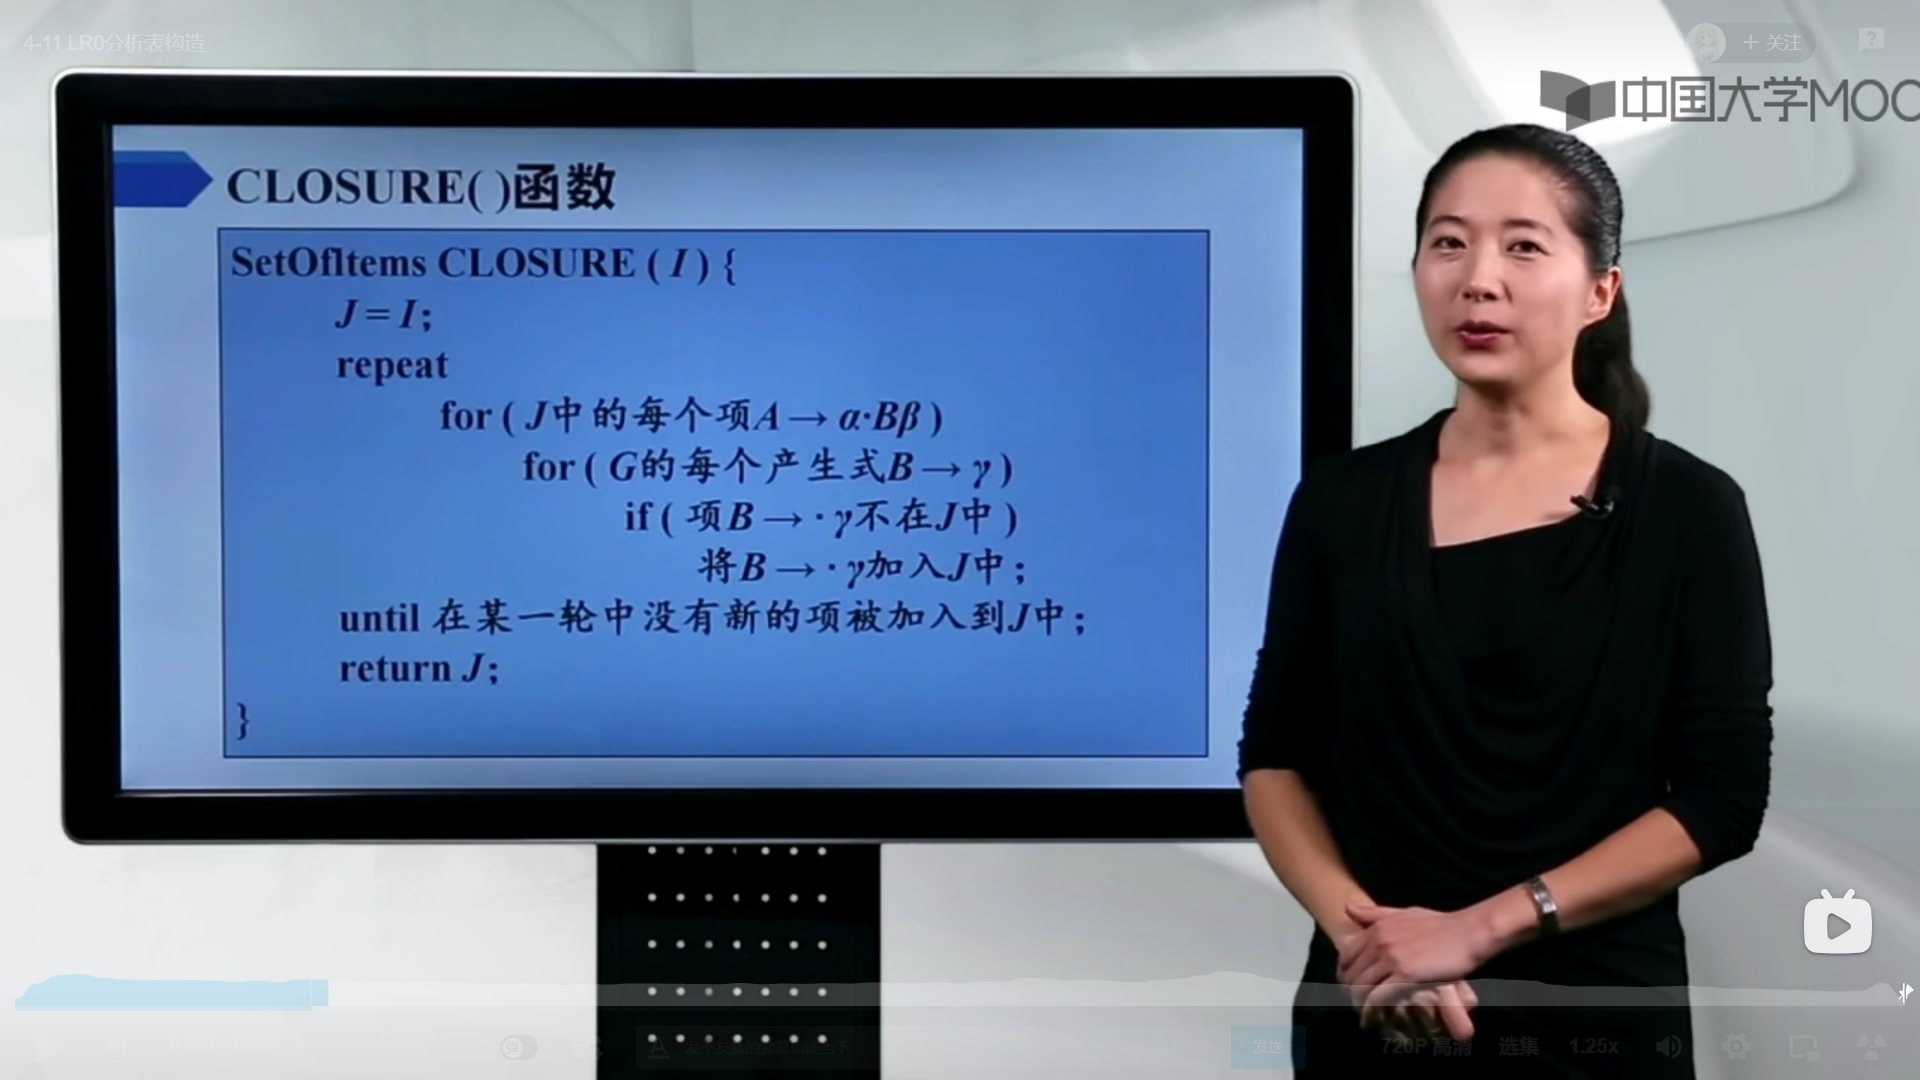 4-11 LR0分析表构造
+ 关注
中国大学MOO
CLOSURE( )函数
SetOfItems CLOSURE ( I ) {
J = I;
repeat
for ( J中的每个项A → α·Bβ )
for ( G的每个产生式B → γ )
if ( 项B → · γ不在J中 )
将B → · γ加入J中;
until 在某一轮中没有新的项被加入到J中;
return J;
}
弹
发送
720P 高清
选集
1.25x